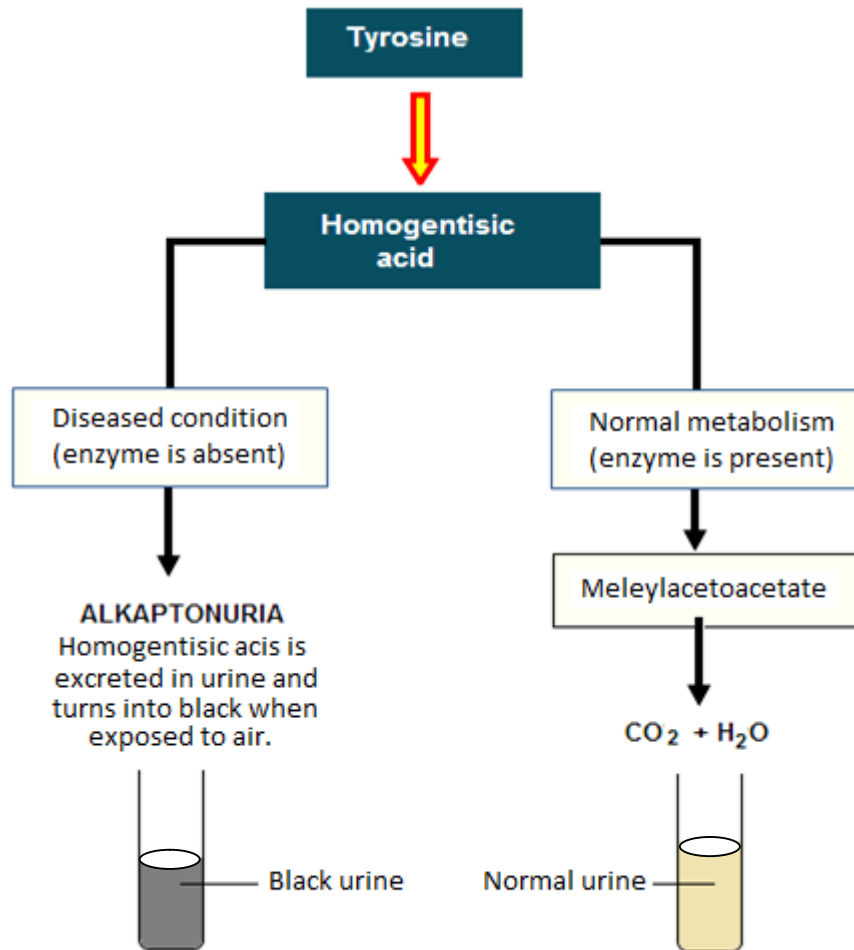 Tyrosine
Homogentisic
acid
Diseased condition
(enzyme is absent)
Normal metabolism
(enzyme is present)
Meleylacetoacetate
ALKAPTONURIA
Homogentisic acis is
excreted in urine and
turns into black when
exposed to air.
CO2 + H2O
Black urine
Normal urine